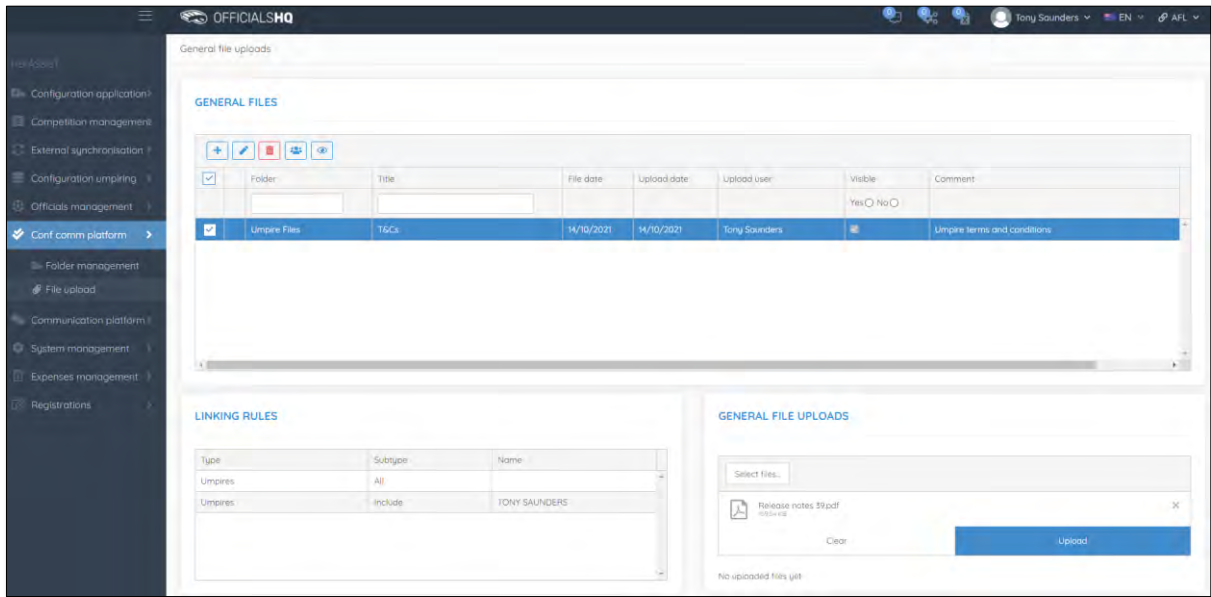 OFFICIALSHQ
0
0
0
Tony Saunders
EN
AFL
General file uploads
Configuration application
Competition management
External synchronisation
Configuration umpiring
Officials management
Conf comm platform
Folder management
File upload
Communication platform
System management
Expenses management
Registrations
GENERAL FILES
Folder Title File date Upload date Upload user Visible Comment
Yes No
Umpire Files T&Cs 14/10/2021 14/10/2021 Tony Saunders Umpire terms and conditions
LINKING RULES
Type Subtype Name
Umpires All
Umpires Include TONY SAUNDERS
GENERAL FILE UPLOADS
Select files...
Release notes 39.pdf
Clear Upload
No uploaded files yet